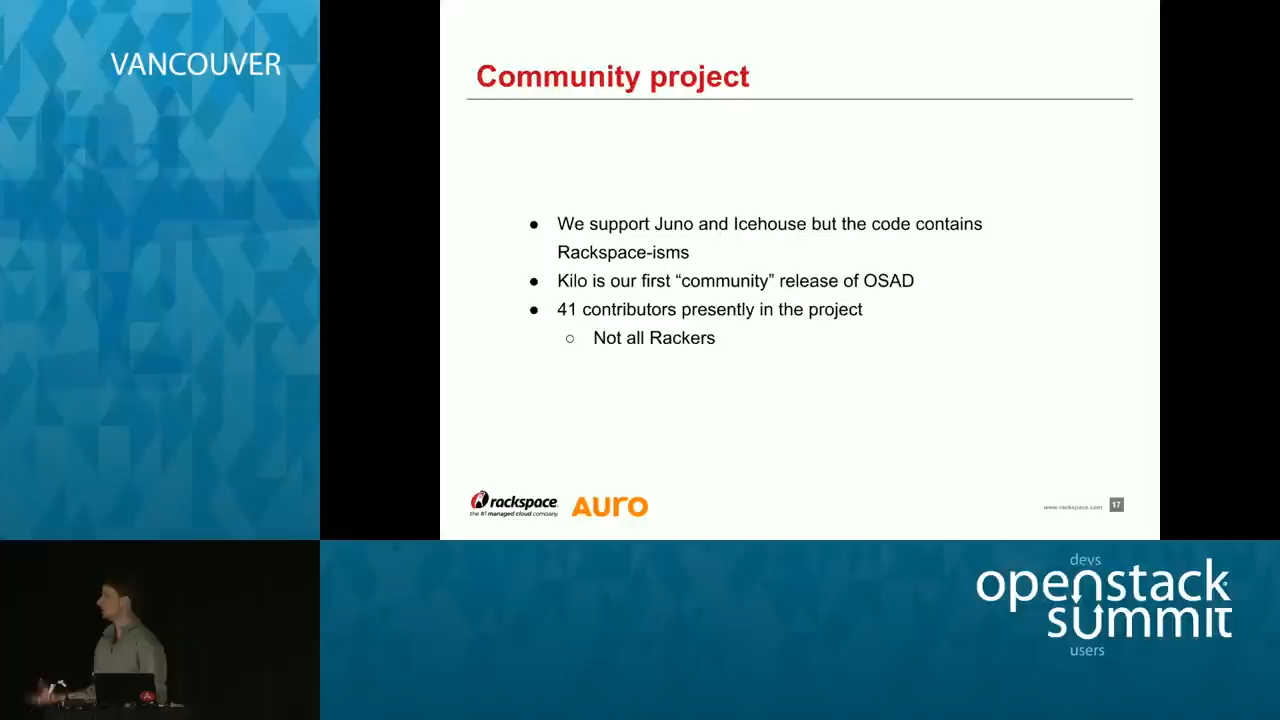 VANCOUVER
Community project
● We support Juno and Icehouse but the code contains
Rackspace-isms
● Kilo is our first “community” release of OSAD
● 41 contributors presently in the project
○ Not all Rackers
rackspace
the #1 managed cloud company
AURO
www.rackspace.com
17
devs
openstack
summit
users